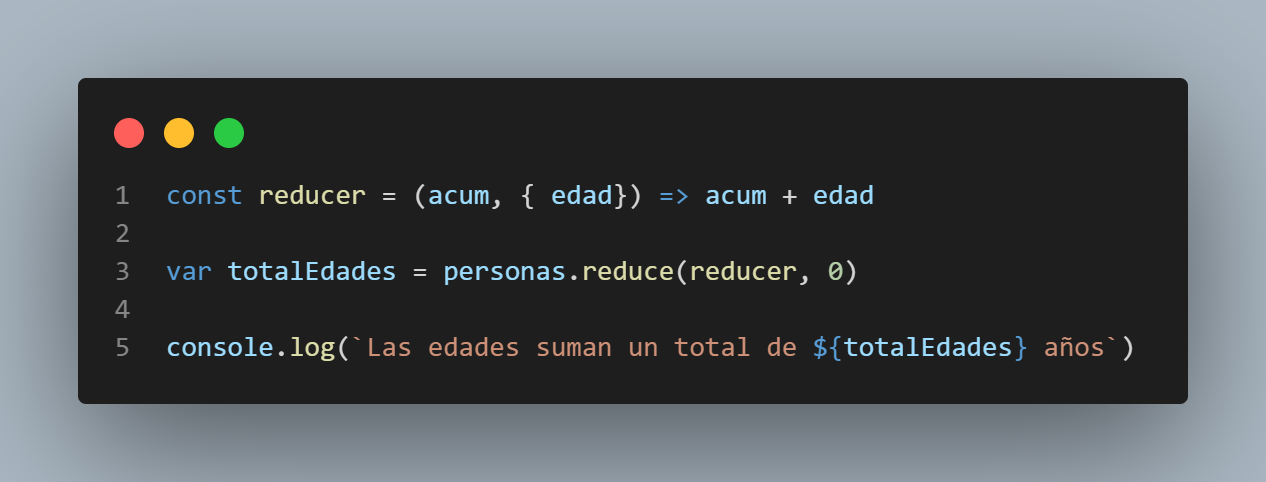 1 const reducer = (acum, { edad}) => acum + edad
2
3 var totalEdades = personas.reduce(reducer, 0)
4
5 console.log(`Las edades suman un total de ${totalEdades} años`)